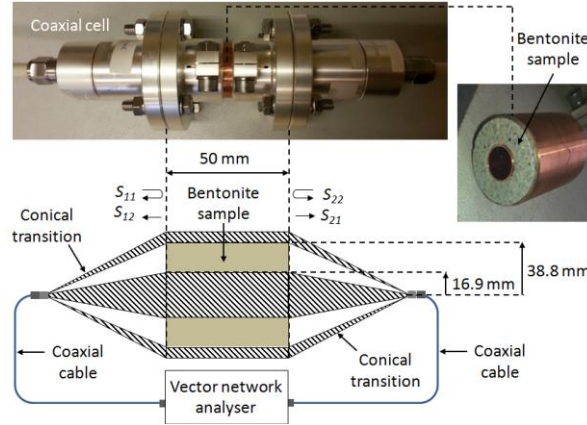 Coaxial cell
Bentonite
sample
50 mm
S11
S12
Bentonite
sample
S22
S21
Conical
transition
38.8 mm
16.9 mm
Coaxial
cable
Vector network
analyser
Conical
transition
Coaxial
cable